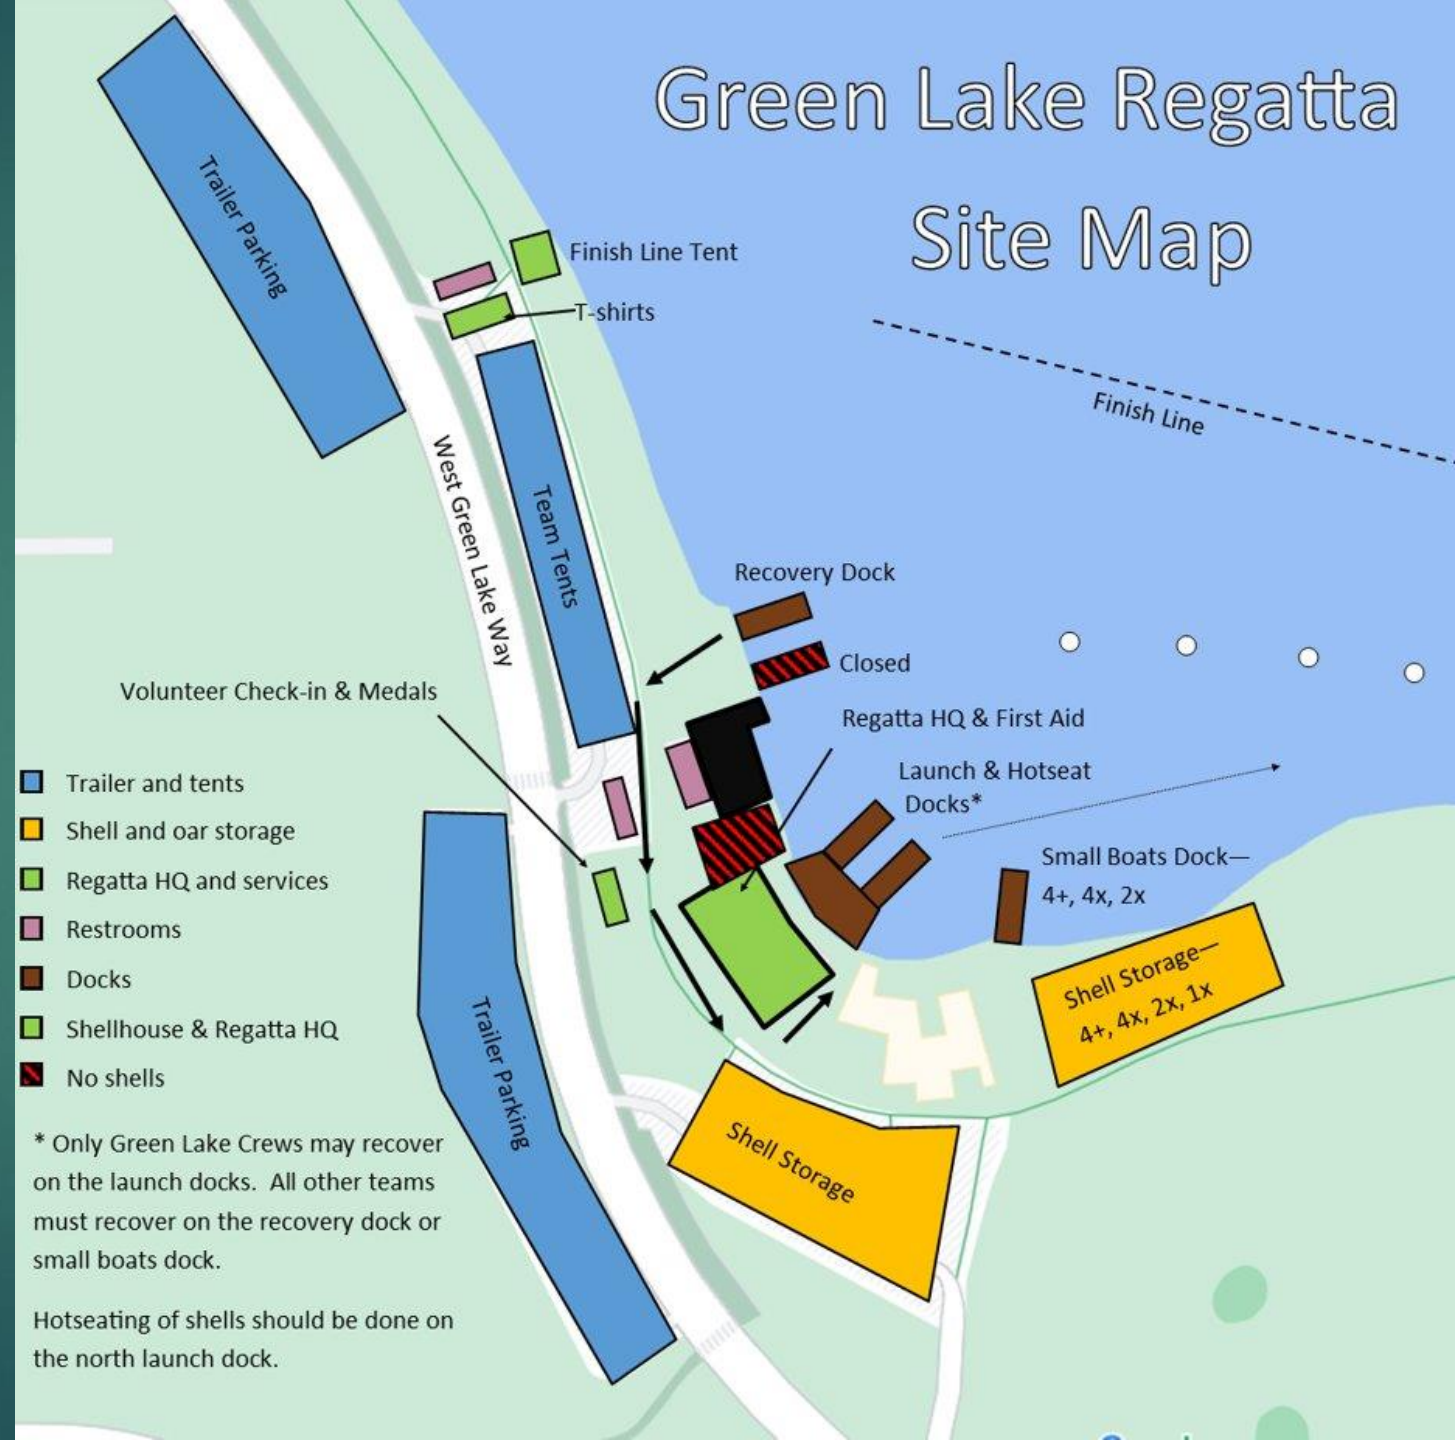 Green Lake Regatta
Site Map
Trailer Parking
Finish Line Tent
T-shirts
Finish Line
West Green Lake Way
Team Tents
Recovery Dock
Closed
Volunteer Check-in & Medals
Regatta HQ & First Aid
Launch & Hotseat
Docks*
Small Boats Dock—
4+, 4x, 2x
Shell Storage—
4+, 4x, 2x, 1x
Trailer and tents
Shell and oar storage
Regatta HQ and services
Restrooms
Docks
Shellhouse & Regatta HQ
No shells
Trailer Parking
Shell Storage
* Only Green Lake Crews may recover
on the launch docks. All other teams
must recover on the recovery dock or
small boats dock.
Hotseating of shells should be done on
the north launch dock.